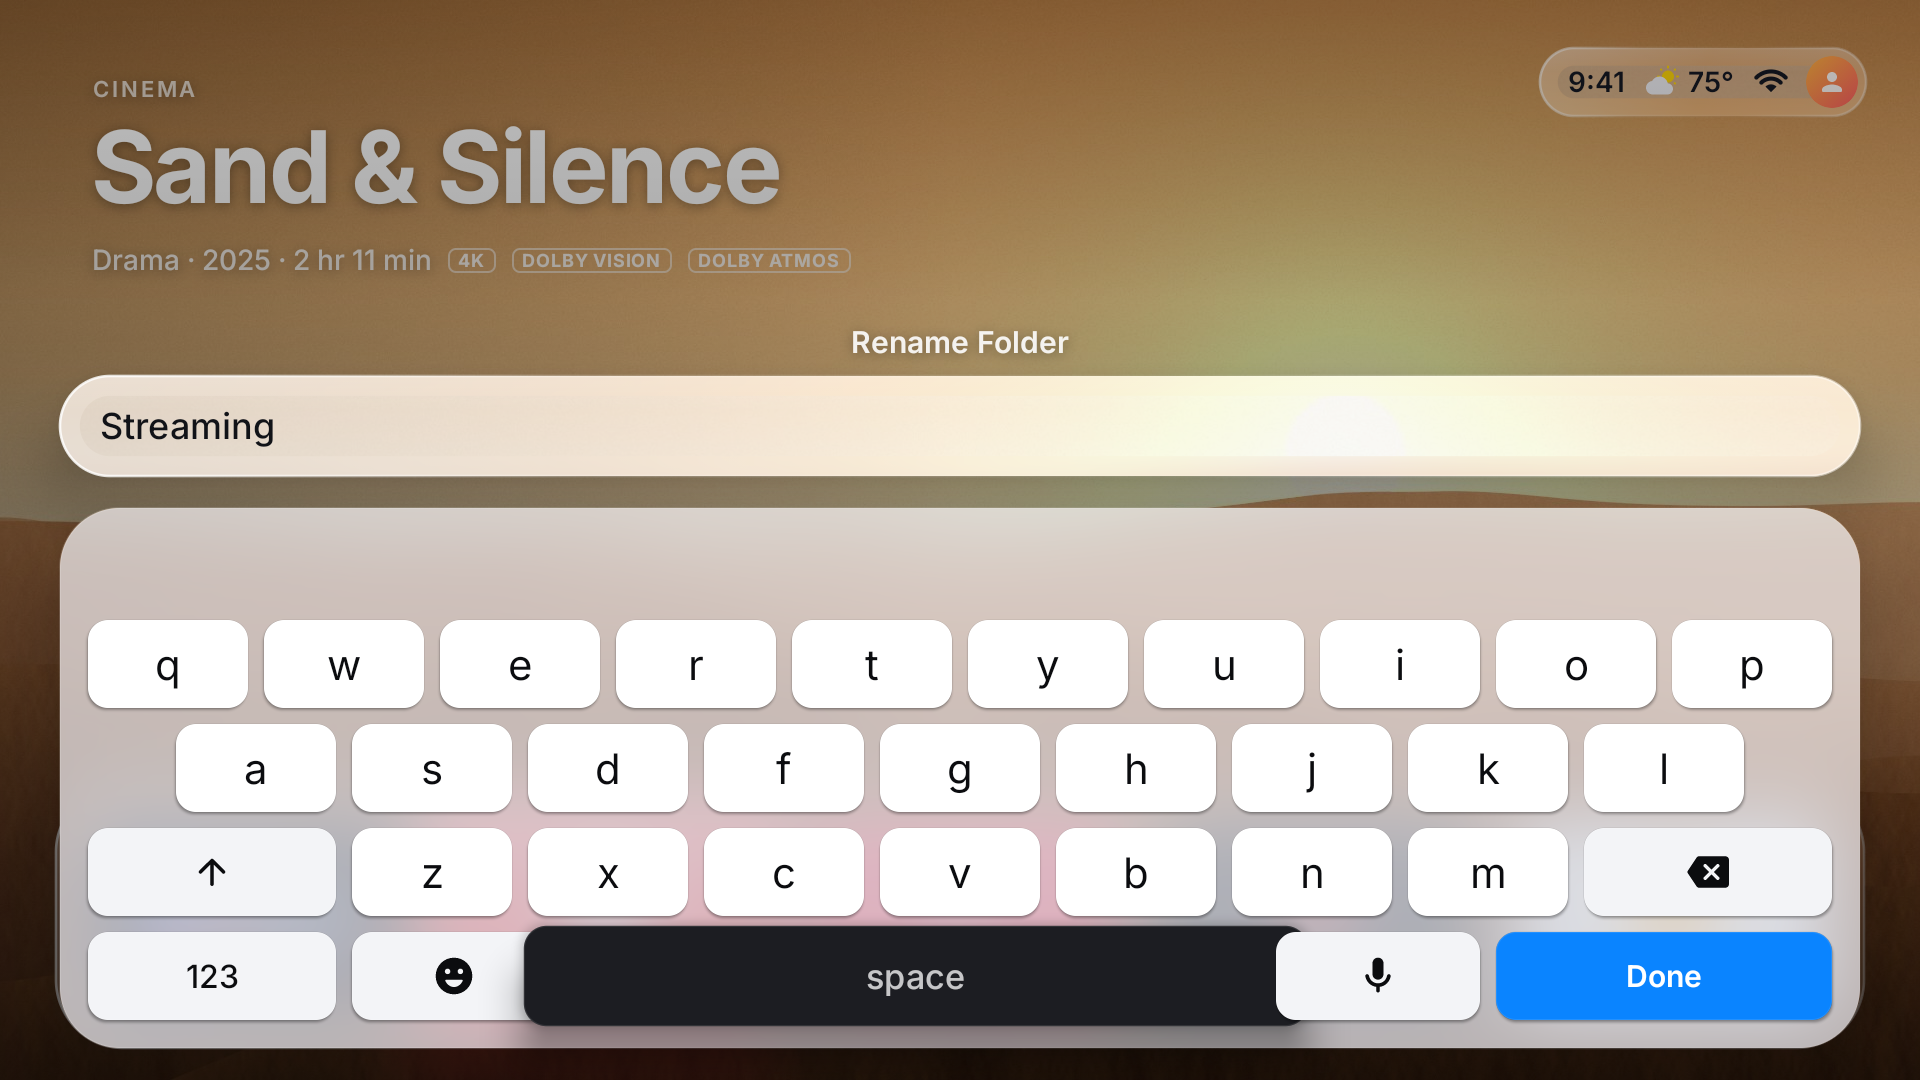 CINEMA
9:41 75°
Sand & Silence
Drama · 2025 · 2 hr 11 min 4K DOLBY VISION DOLBY ATMOS
Rename Folder
Streaming
q w e r t y u i o p
a s d f g h j k l
z x c v b n m
123 space Done